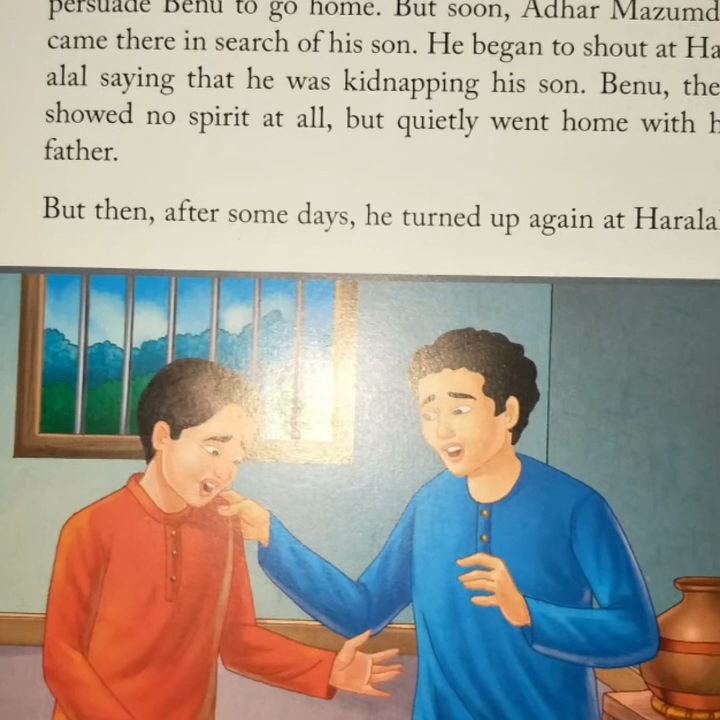 persuade Benu to go home. But soon, Adhar Mazumd
came there in search of his son. He began to shout at Ha
alal saying that he was kidnapping his son. Benu, the
showed no spirit at all, but quietly went home with h
father.
But then, after some days, he turned up again at Harala